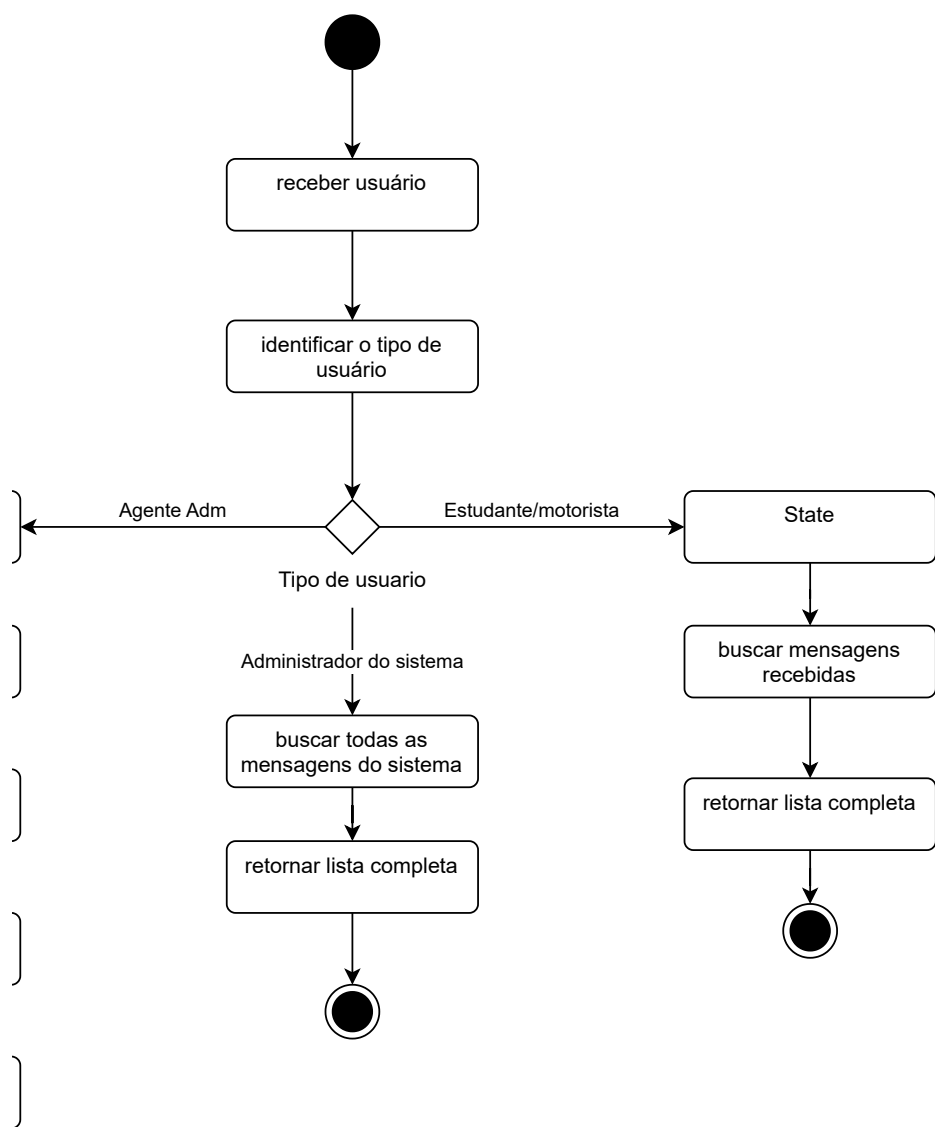 receber usuário
identificar o tipo de
usuário
Agente Adm
Estudante/motorista
State
Tipo de usuario
buscar mensagens
recebidas
Administrador do sistema
buscar todas as
mensagens do sistema
retornar lista completa
retornar lista completa